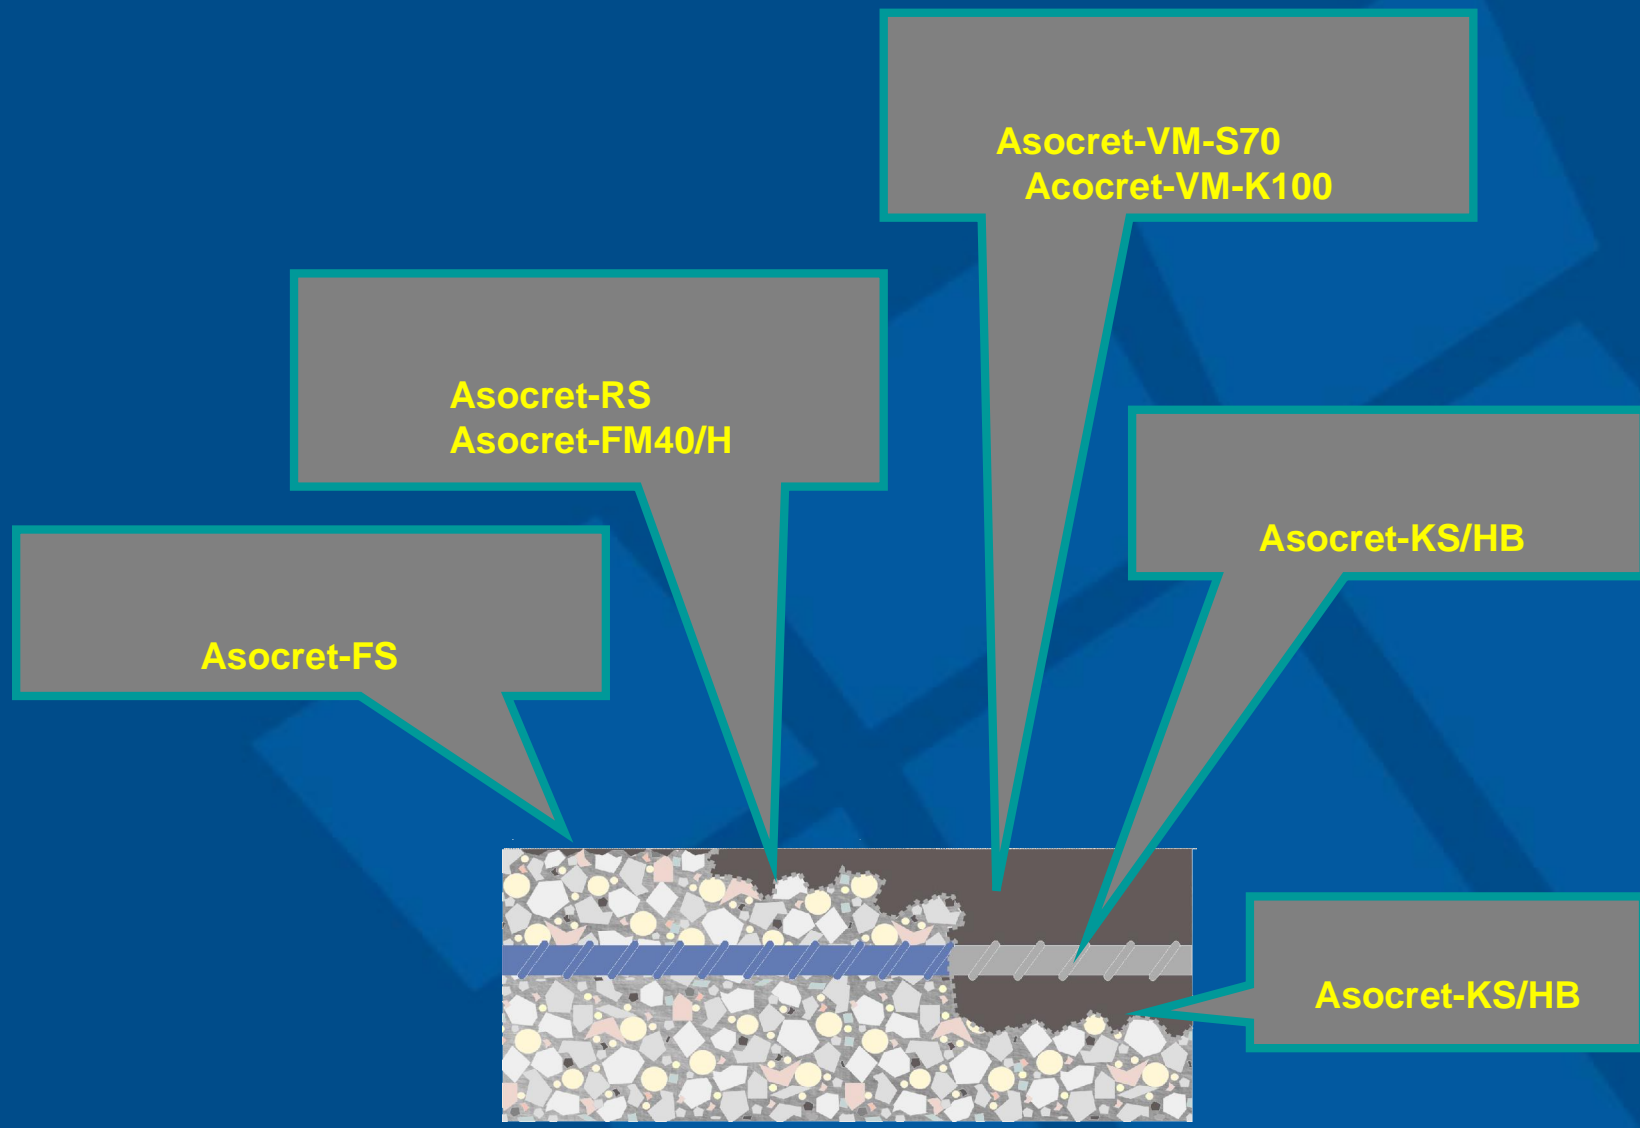 Asocret-VM-S70
Acocret-VM-K100
Asocret-RS
Asocret-FM40/H
Asocret-KS/HB
Asocret-FS
Asocret-KS/HB